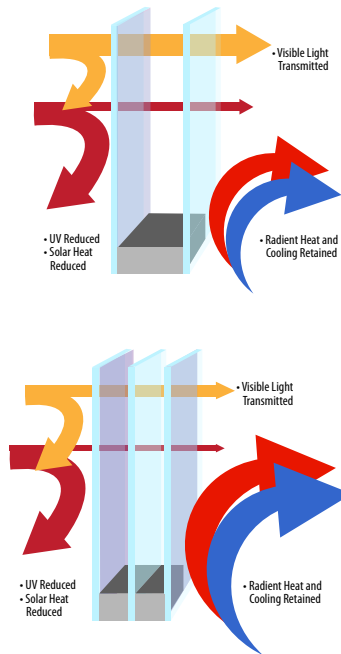 • Visible Light
Transmitted
• UV Reduced
• Solar Heat
Reduced
• Radient Heat and
Cooling Retained
• Visible Light
Transmitted
• UV Reduced
• Solar Heat
Reduced
• Radient Heat and
Cooling Retained